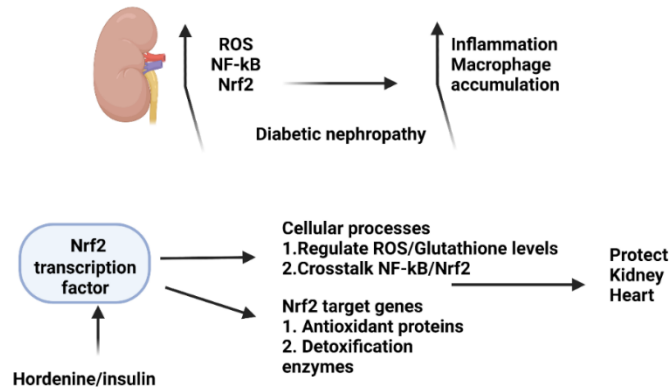 ROS
NF-kB
Nrf2
Inflammation
Macrophage
accumulation
Diabetic nephropathy
Nrf2
transcription
factor
Hordenine/insulin
Cellular processes
1.Regulate ROS/Glutathione levels
2.Crosstalk NF-kB/Nrf2
Nrf2 target genes
1. Antioxidant proteins
2. Detoxification
enzymes
Protect
Kidney
Heart